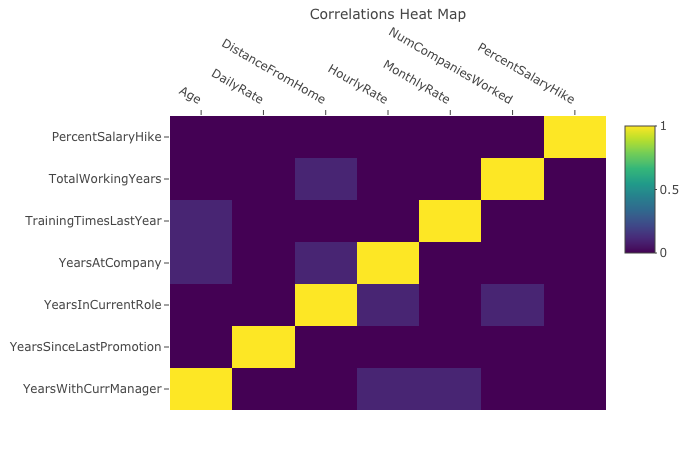 Correlations Heat Map
Age
DailyRate
DistanceFromHome
HourlyRate
MonthlyRate
NumCompaniesWorked
PercentSalaryHike
PercentSalaryHike
TotalWorkingYears
TrainingTimesLastYear
YearsAtCompany
YearsInCurrentRole
YearsSinceLastPromotion
YearsWithCurrManager
1
0.5
0